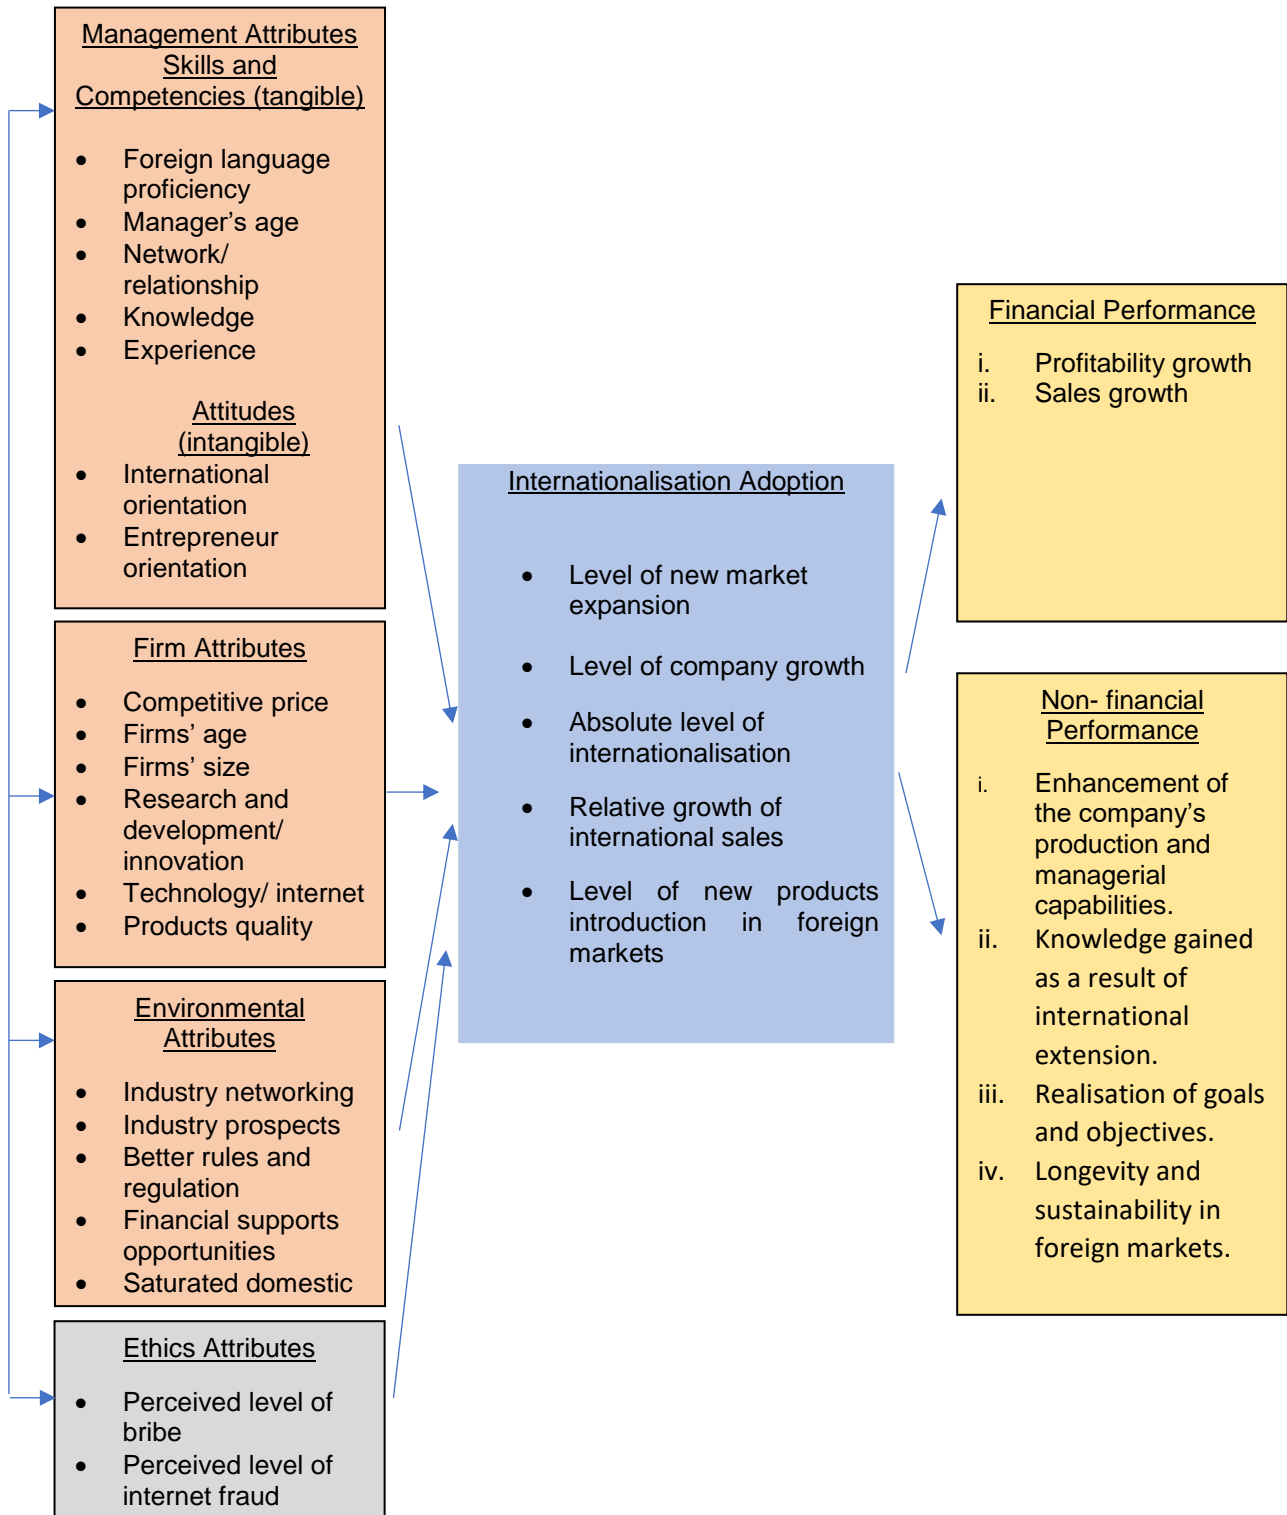 Management Attributes
Skills and
Competencies (tangible)
• Foreign language
proficiency
• Manager’s age
• Network/
relationship
• Knowledge
• Experience
Attitudes
(intangible)
• International
orientation
• Entrepreneur
orientation
Firm Attributes
• Competitive price
• Firms’ age
• Firms’ size
• Research and
development/
innovation
• Technology/ internet
• Products quality
Environmental
Attributes
• Industry networking
• Industry prospects
• Better rules and
regulation
• Financial supports
opportunities
• Saturated domestic
Ethics Attributes
• Perceived level of
bribe
• Perceived level of
internet fraud
Internationalisation Adoption
• Level of new market
expansion
• Level of company growth
• Absolute level of
internationalisation
• Relative growth of
international sales
• Level of new products
introduction in foreign
markets
Financial Performance
i. Profitability growth
ii. Sales growth
Non- financial
Performance
i. Enhancement of
the company’s
production and
managerial
capabilities.
ii. Knowledge gained
as a result of
international
extension.
iii. Realisation of goals
and objectives.
iv. Longevity and
sustainability in
foreign markets.